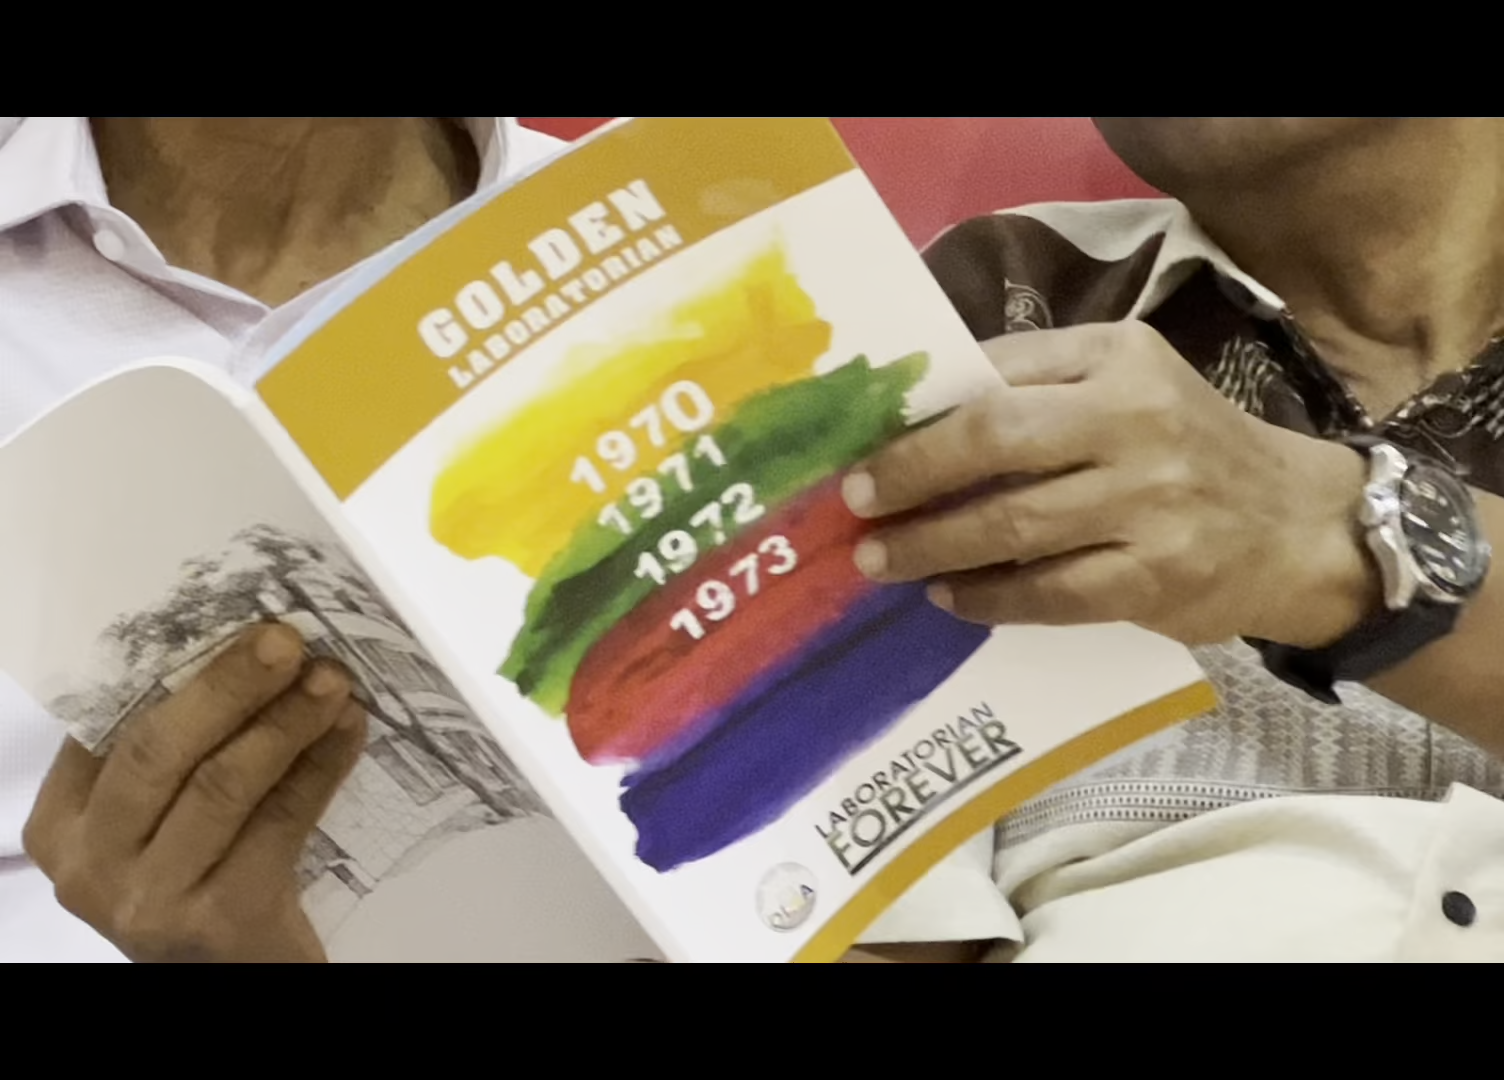 GOLDEN
LABORATORIAN
1970
1971
1972
1973
LABORATORIAN
FOREVER